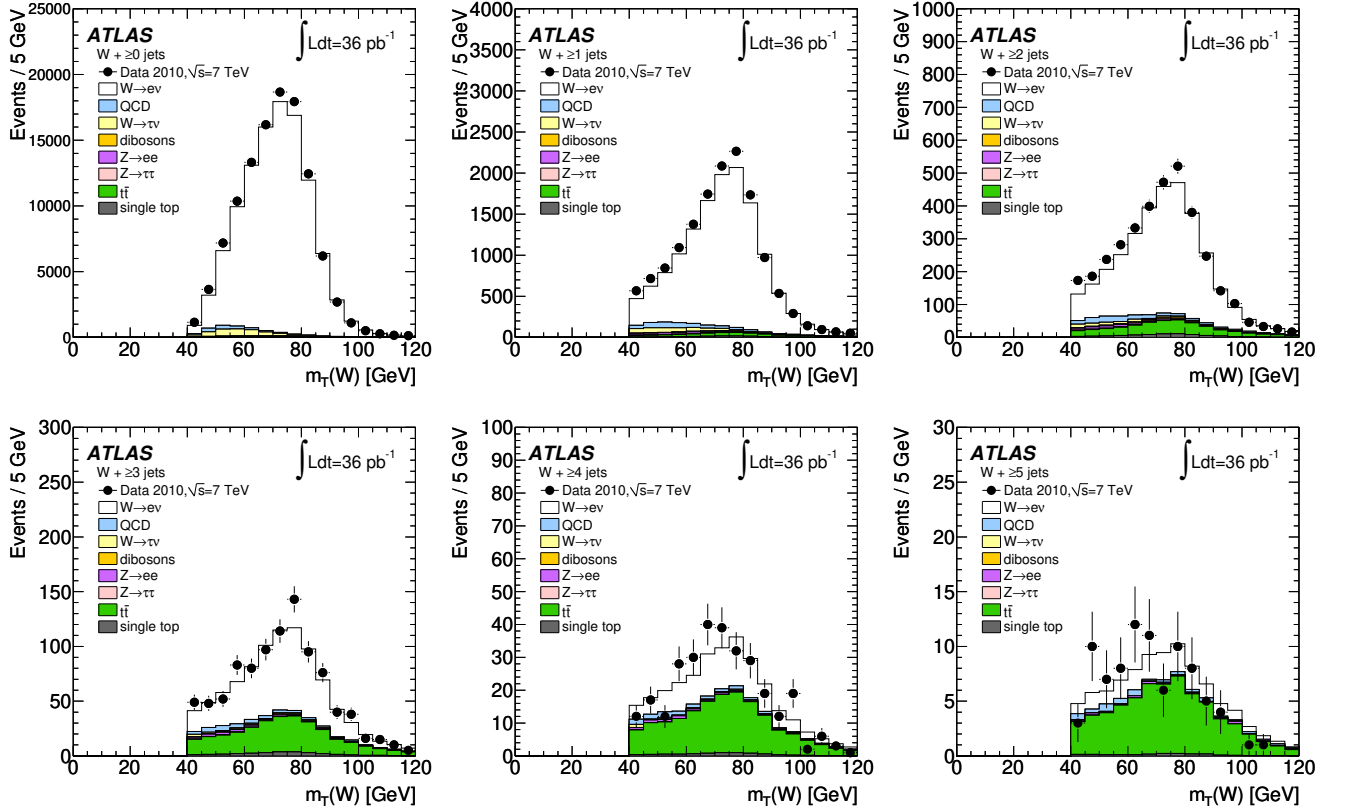 Events / 5 GeV
25000
20000
15000
10000
5000
0
ATLAS
W + ≥0 jets
∫Ldt=36 pb⁻¹
Data 2010,√s=7 TeV
W→eν
QCD
W→τν
dibosons
Z→ee
Z→ττ
tt̄
single top
0 20 40 60 80 100 120
m_T(W) [GeV]
Events / 5 GeV
4000
3500
3000
2500
2000
1500
1000
500
0
ATLAS
W + ≥1 jets
∫Ldt=36 pb⁻¹
Data 2010,√s=7 TeV
W→eν
QCD
W→τν
dibosons
Z→ee
Z→ττ
tt̄
single top
0 20 40 60 80 100 120
m_T(W) [GeV]
Events / 5 GeV
1000
900
800
700
600
500
400
300
200
100
0
ATLAS
W + ≥2 jets
∫Ldt=36 pb⁻¹
Data 2010,√s=7 TeV
W→eν
QCD
W→τν
dibosons
Z→ee
Z→ττ
tt̄
single top
0 20 40 60 80 100 120
m_T(W) [GeV]
Events / 5 GeV
300
250
200
150
100
50
0
ATLAS
W + ≥3 jets
∫Ldt=36 pb⁻¹
Data 2010,√s=7 TeV
W→eν
QCD
W→τν
dibosons
Z→ee
Z→ττ
tt̄
single top
0 20 40 60 80 100 120
m_T(W) [GeV]
Events / 5 GeV
100
90
80
70
60
50
40
30
20
10
0
ATLAS
W + ≥4 jets
∫Ldt=36 pb⁻¹
Data 2010,√s=7 TeV
W→eν
QCD
W→τν
dibosons
Z→ee
Z→ττ
tt̄
single top
0 20 40 60 80 100 120
m_T(W) [GeV]
Events / 5 GeV
30
25
20
15
10
5
0
ATLAS
W + ≥5 jets
∫Ldt=36 pb⁻¹
Data 2010,√s=7 TeV
W→eν
QCD
W→τν
dibosons
Z→ee
Z→ττ
tt̄
single top
0 20 40 60 80 100 120
m_T(W) [GeV]